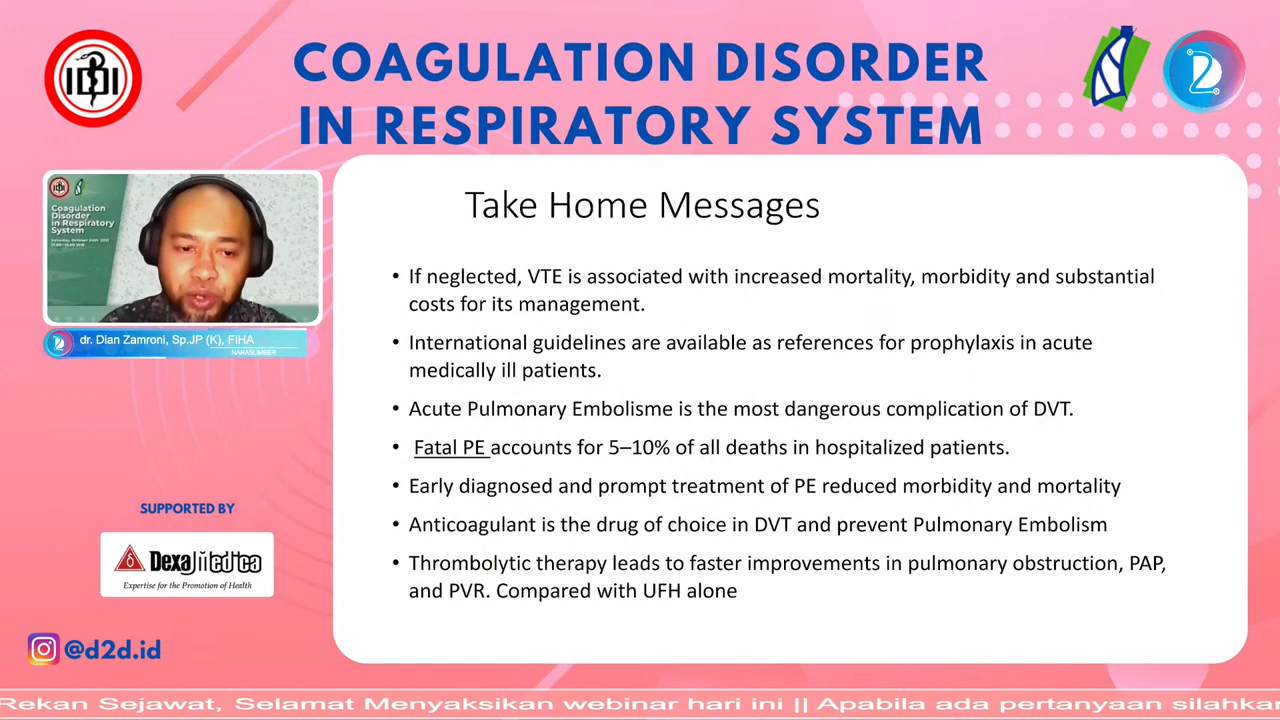 IDI
COAGULATION DISORDER
IN RESPIRATORY SYSTEM
Coagulation
Disorder
in Respiratory
System
dr. Dian Zamroni, Sp.JP (K), FIHA
NARASUMBER
Take Home Messages
• If neglected, VTE is associated with increased mortality, morbidity and substantial
costs for its management.
• International guidelines are available as references for prophylaxis in acute
medically ill patients.
• Acute Pulmonary Embolisme is the most dangerous complication of DVT.
• Fatal PE accounts for 5–10% of all deaths in hospitalized patients.
• Early diagnosed and prompt treatment of PE reduced morbidity and mortality
• Anticoagulant is the drug of choice in DVT and prevent Pulmonary Embolism
• Thrombolytic therapy leads to faster improvements in pulmonary obstruction, PAP,
and PVR. Compared with UFH alone
SUPPORTED BY
Dexa Medica
Expertise for the Promotion of Health
@d2d.id
Rekan Sejawat, Selamat Menyaksikan webinar hari ini || Apabila ada pertanyaan silahkan